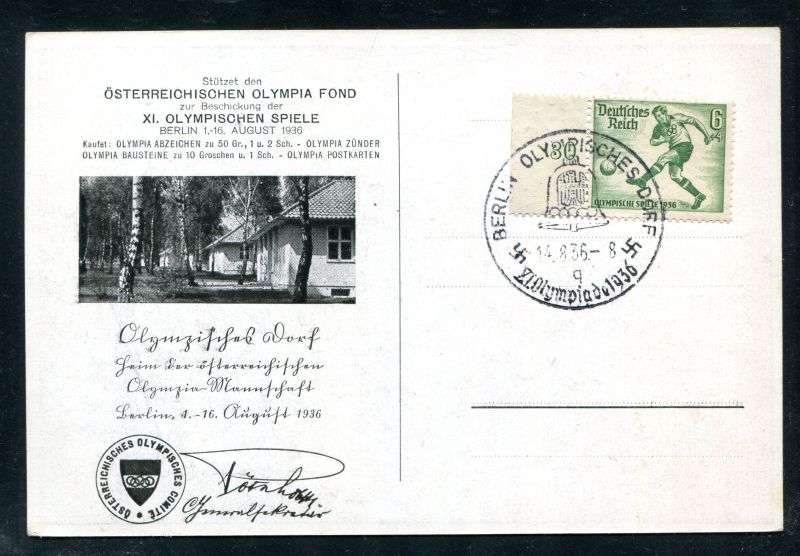 Stützet den
ÖSTERREICHISCHEN OLYMPIA FOND
zur Beschickung der
XI. OLYMPISCHEN SPIELE
BERLIN 1.-16. AUGUST 1936
Kaufet: OLYMPIA ABZEICHEN zu 50 Gr., 1 u. 2 Sch. - OLYMPIA ZÜNDER
OLYMPIA BAUSTEINE zu 10 Groschen u. 1 Sch. - OLYMPIA POSTKARTEN
Olympisches Dorf
Heim der österreichischen
Olympia-Mannschaft
Berlin, 1.-16. August 1936
ÖSTERREICHISCHES OLYMPISCHES COMITÉ
Generalsekretär
30
Deutsches
Reich
6
+4
OLYMPISCHE SPIELE 1936
BERLIN OLYMPISCHES DORF
14.8.36.- 8
q
XI. Olympiade 1936